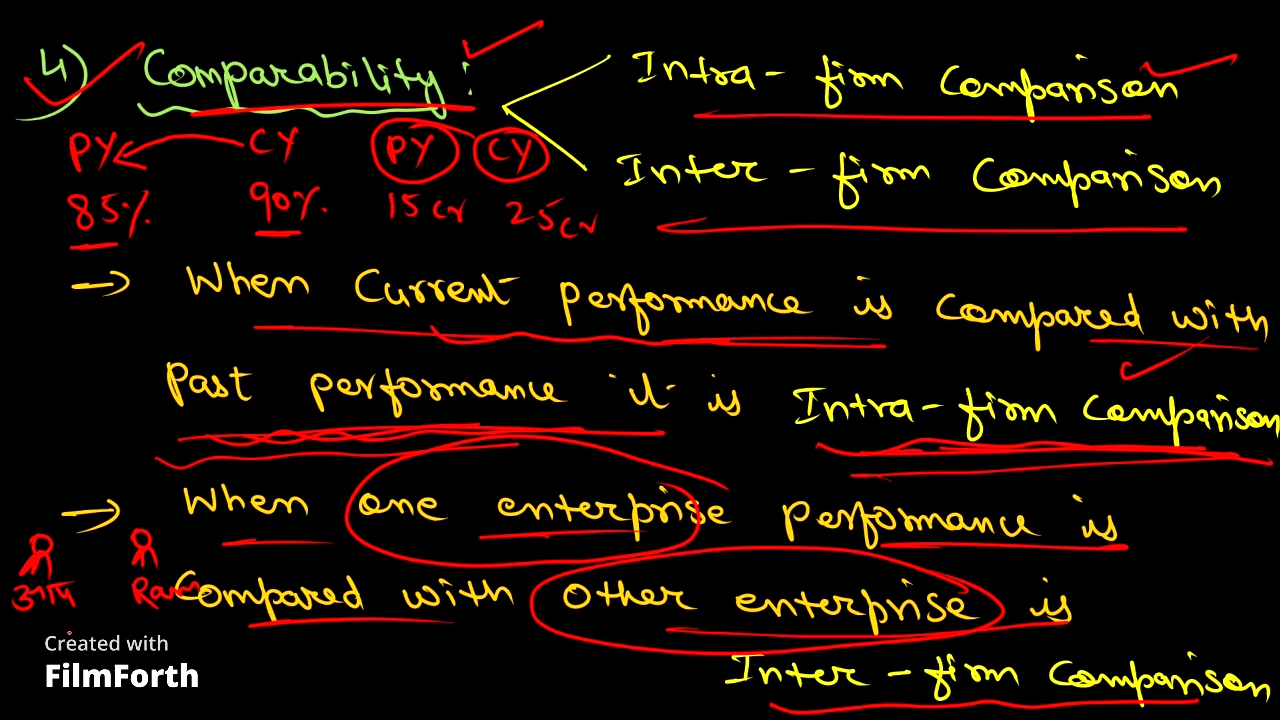 4) Comparability :
Intra - firm Comparison
Inter - firm Comparison
PY CY PY CY
85% 90% 15 cr 25 cr
→ When Current performance is Compared with
Past performance it is Intra - firm Comparison
→ When one enterprise performance is
आप Ram
Compared with other enterprise is
Inter - firm Comparison
Created with
FilmForth